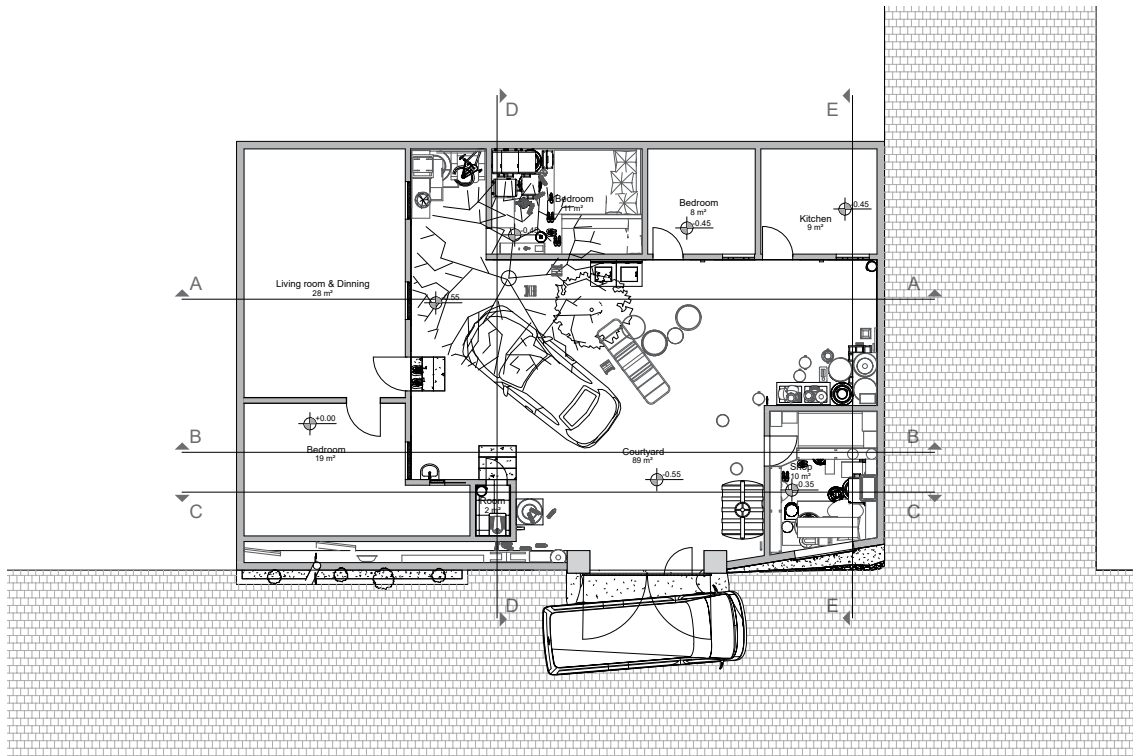 D
E
Bedroom
11 m²
Bedroom
8 m²
-0.45
Kitchen
9 m²
-0.45
-0.45
A
Living room & Dinning
28 m²
-0.55
A
+0.00
B
Bedroom
19 m²
Courtyard
89 m²
-0.55
B
Shop
10 m²
-0.35
C
Room
2 m²
C
D
E